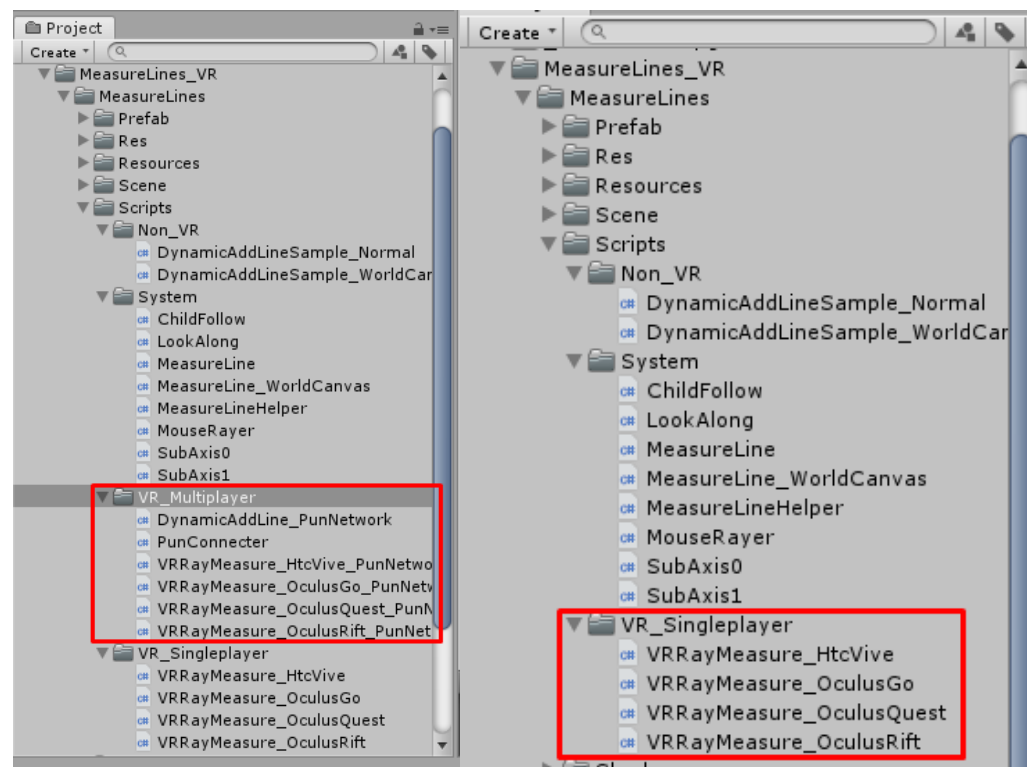 Project
Create
MeasureLines_VR
MeasureLines
Prefab
Res
Resources
Scene
Scripts
Non_VR
DynamicAddLineSample_Normal
DynamicAddLineSample_WorldCar
System
ChildFollow
LookAlong
MeasureLine
MeasureLine_WorldCanvas
MeasureLineHelper
MouseRayer
SubAxis0
SubAxis1
VR_Multiplayer
DynamicAddLine_PunNetwork
PunConnecter
VRRayMeasure_HtcVive_PunNetwo
VRRayMeasure_OculusGo_PunNetw
VRRayMeasure_OculusQuest_PunN
VRRayMeasure_OculusRift_PunNet
VR_Singleplayer
VRRayMeasure_HtcVive
VRRayMeasure_OculusGo
VRRayMeasure_OculusQuest
VRRayMeasure_OculusRift
Create
MeasureLines_VR
MeasureLines
Prefab
Res
Resources
Scene
Scripts
Non_VR
DynamicAddLineSample_Normal
DynamicAddLineSample_WorldCar
System
ChildFollow
LookAlong
MeasureLine
MeasureLine_WorldCanvas
MeasureLineHelper
MouseRayer
SubAxis0
SubAxis1
VR_Singleplayer
VRRayMeasure_HtcVive
VRRayMeasure_OculusGo
VRRayMeasure_OculusQuest
VRRayMeasure_OculusRift